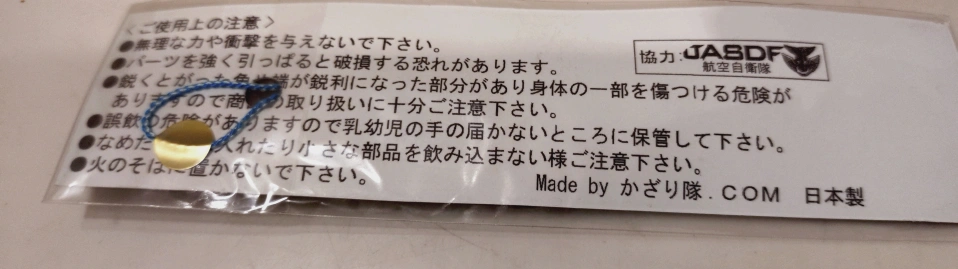 ＜ご使用上の注意＞
●無理な力や衝撃を与えないで下さい。
●パーツを強く引っぱると破損する恐れがあります。
●鋭くとがった 端が鋭利になった部分があり身体の一部を傷つける危険が
ありますので商 の取り扱いに十分ご注意下さい。
●誤飲の危険がありますので乳幼児の手の届かないところに保管して下さい。
●なめた 入れたり小さな部品を飲み込まない様ご注意下さい。
●火のそばに置かないで下さい。
協力:JASDF
航空自衛隊
Made by かざり隊.COM 日本製